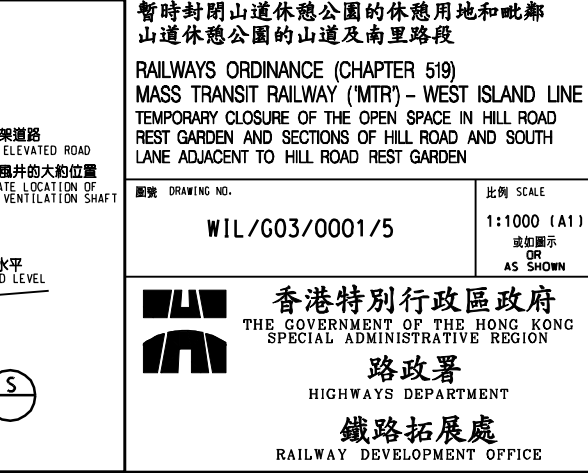 暫時封閉山道休憩公園的休憩用地和毗鄰
山道休憩公園的山道及南里路段
RAILWAYS ORDINANCE (CHAPTER 519)
MASS TRANSIT RAILWAY ('MTR') – WEST ISLAND LINE
TEMPORARY CLOSURE OF THE OPEN SPACE IN HILL ROAD
REST GARDEN AND SECTIONS OF HILL ROAD AND SOUTH
LANE ADJACENT TO HILL ROAD REST GARDEN
架道路
ELEVATED ROAD
風井的大約位置
ATE LOCATION OF
VENTILATION SHAFT
水平
D LEVEL
S
圖號 DRAWING NO.
WIL/G03/0001/5
比例 SCALE
1:1000 (A1)
或如圖示
OR
AS SHOWN
香港特別行政區政府
THE GOVERNMENT OF THE HONG KONG
SPECIAL ADMINISTRATIVE REGION
路政署
HIGHWAYS DEPARTMENT
鐵路拓展處
RAILWAY DEVELOPMENT OFFICE